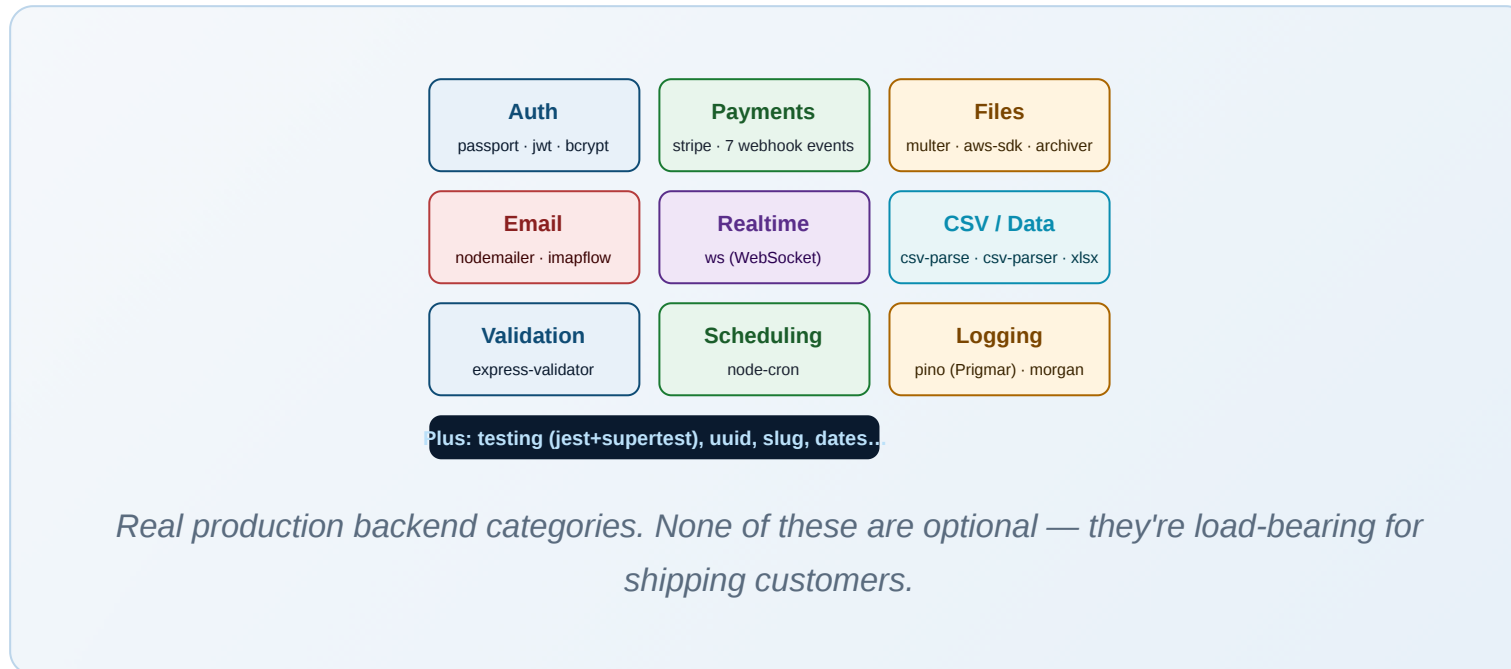 Auth
passport · jwt · bcrypt
Payments
stripe · 7 webhook events
Files
multer · aws-sdk · archiver
Email
nodemailer · imapflow
Realtime
ws (WebSocket)
CSV / Data
csv-parse · csv-parser · xlsx
Validation
express-validator
Scheduling
node-cron
Logging
pino (Prigmar) · morgan
Plus: testing (jest+supertest), uuid, slug, dates…
Real production backend categories. None of these are optional — they're load-bearing for
shipping customers.